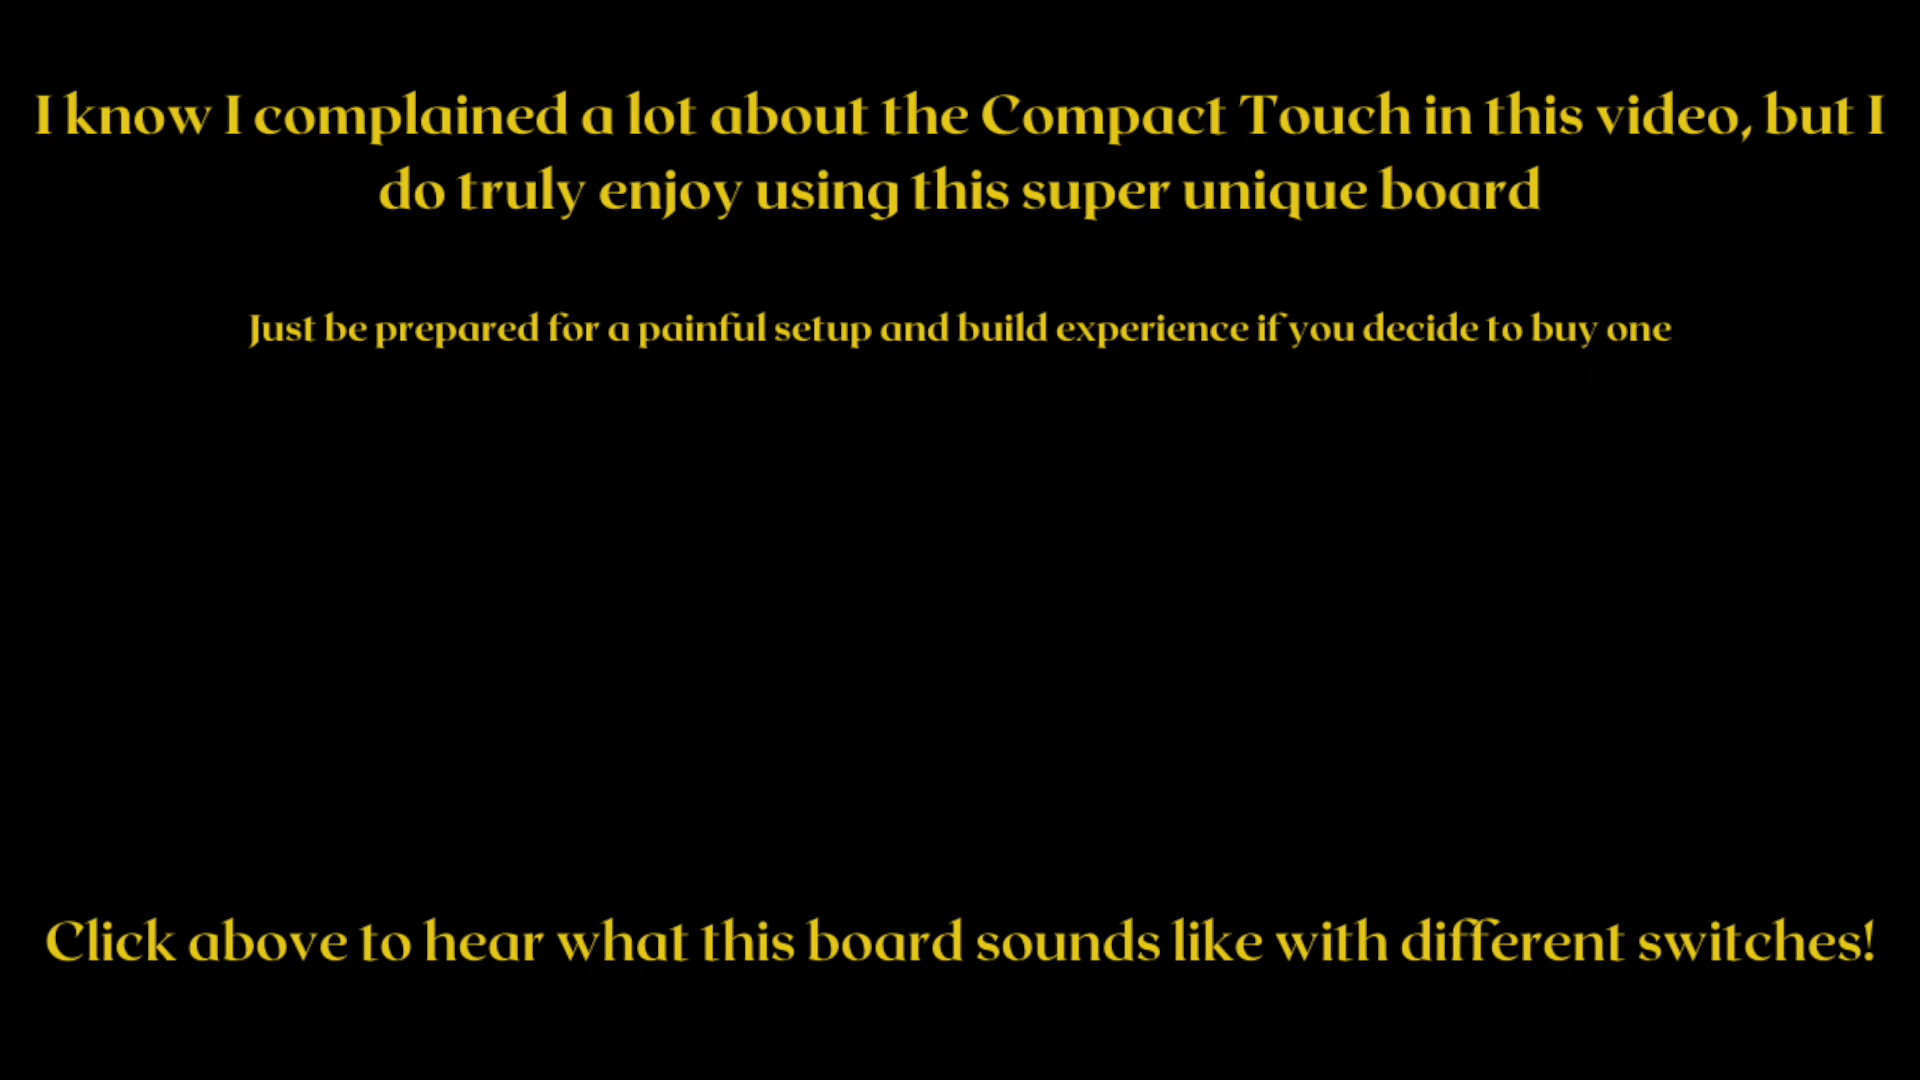 I know I complained a lot about the Compact Touch in this video, but I
do truly enjoy using this super unique board
Just be prepared for a painful setup and build experience if you decide to buy one
Click above to hear what this board sounds like with different switches!